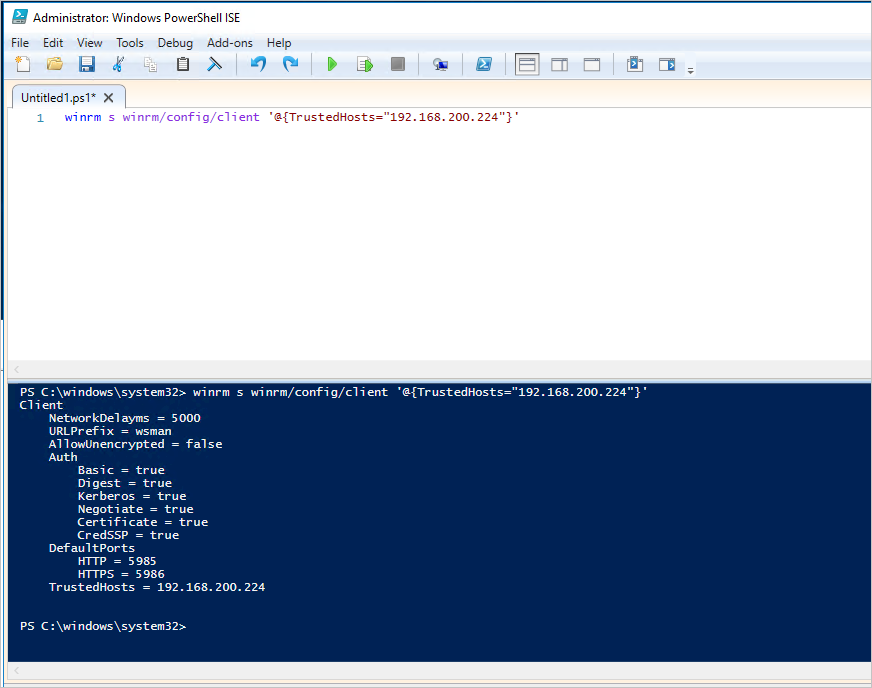 Administrator: Windows PowerShell ISE
File Edit View Tools Debug Add-ons Help
Untitled1.ps1*
1 winrm s winrm/config/client '@{TrustedHosts="192.168.200.224"}'
PS C:\windows\system32> winrm s winrm/config/client '@{TrustedHosts="192.168.200.224"}'
Client
    NetworkDelayms = 5000
    URLPrefix = wsman
    AllowUnencrypted = false
    Auth
        Basic = true
        Digest = true
        Kerberos = true
        Negotiate = true
        Certificate = true
        CredSSP = true
    DefaultPorts
        HTTP = 5985
        HTTPS = 5986
    TrustedHosts = 192.168.200.224
PS C:\windows\system32>